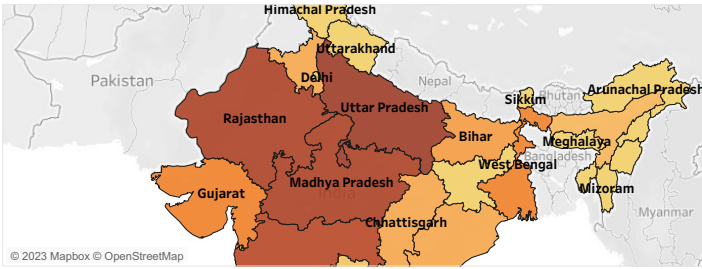 Himachal Pradesh
Uttarakhand
Pakistan
Delhi
Nepal
Arunachal Pradesh
Sikkim
Bhutan
Uttar Pradesh
Rajasthan
Bihar
Meghalaya
Bangladesh
West Bengal
Madhya Pradesh
India
Gujarat
Mizoram
Myanmar
Chhattisgarh
© 2023 Mapbox © OpenStreetMap